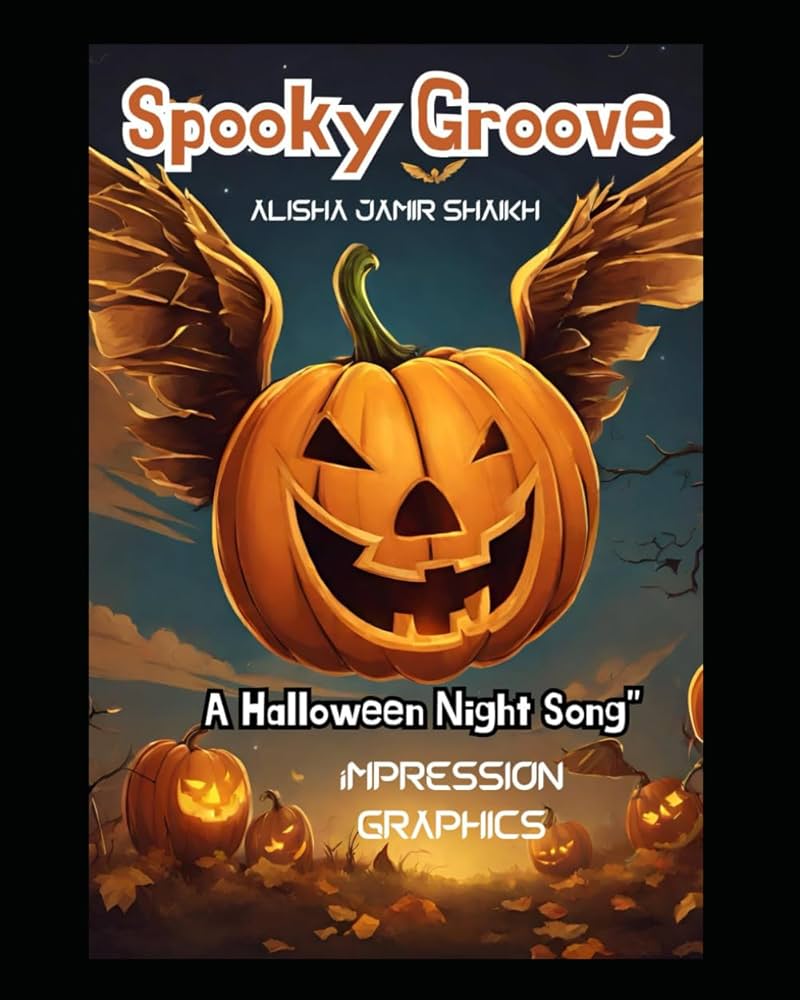 Spooky Groove
ALISHA JAMIR SHAIKH
A Halloween Night Song"
iMPRESSION
GRAPHICS